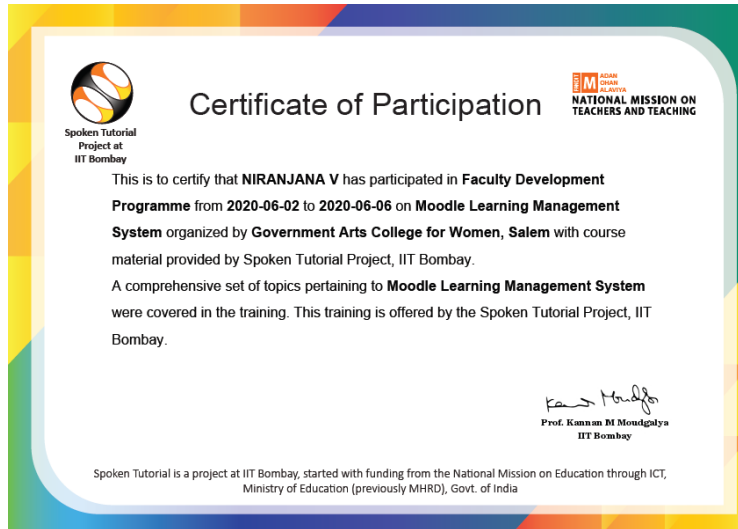 Spoken Tutorial
Project at
IIT Bombay
Certificate of Participation
PANDIT
M
ADAN
OHAN
ALAVIYA
NATIONAL MISSION ON
TEACHERS AND TEACHING
This is to certify that NIRANJANA V has participated in Faculty Development
Programme from 2020-06-02 to 2020-06-06 on Moodle Learning Management
System organized by Government Arts College for Women, Salem with course
material provided by Spoken Tutorial Project, IIT Bombay.
A comprehensive set of topics pertaining to Moodle Learning Management System
were covered in the training. This training is offered by the Spoken Tutorial Project, IIT
Bombay.
Prof. Kannan M Moudgalya
IIT Bombay
Spoken Tutorial is a project at IIT Bombay, started with funding from the National Mission on Education through ICT,
Ministry of Education (previously MHRD), Govt. of India